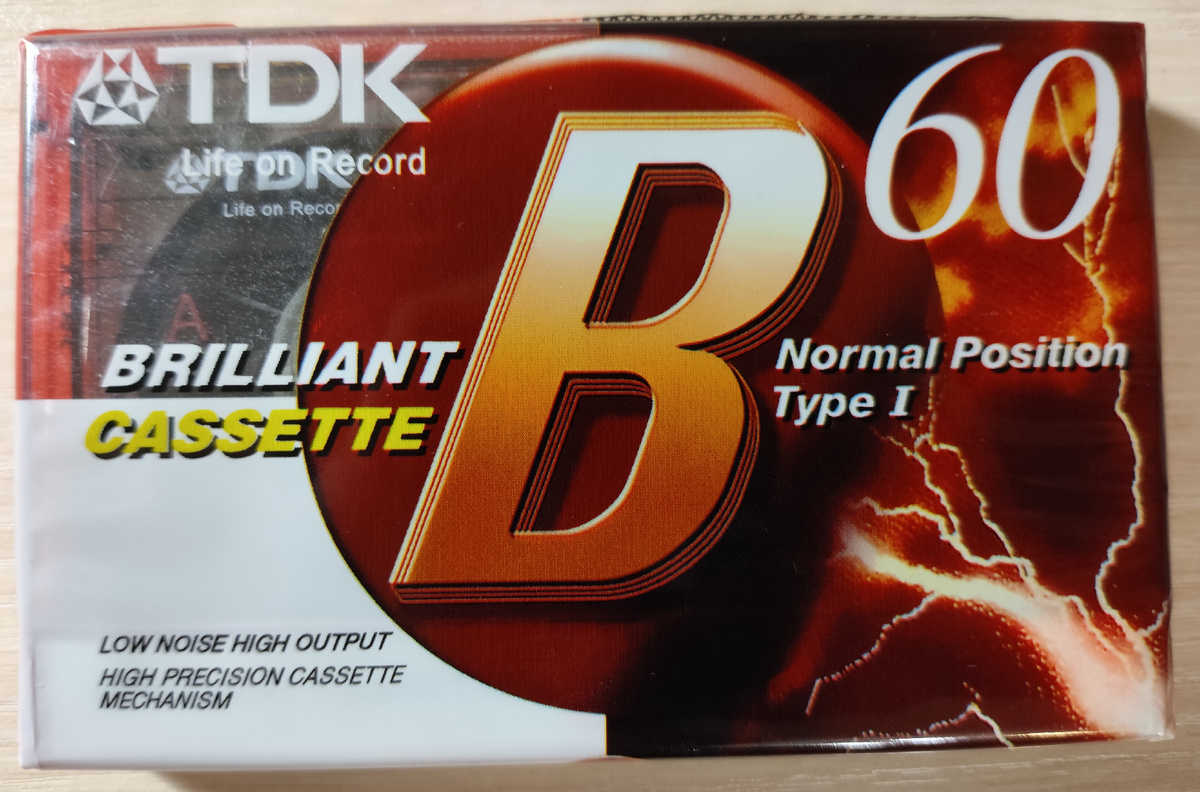 TDK
Life on Record
TDK
Life on Recor
A
B
60
BRILLIANT
CASSETTE
Normal Position
Type I
LOW NOISE HIGH OUTPUT
HIGH PRECISION CASSETTE
MECHANISM